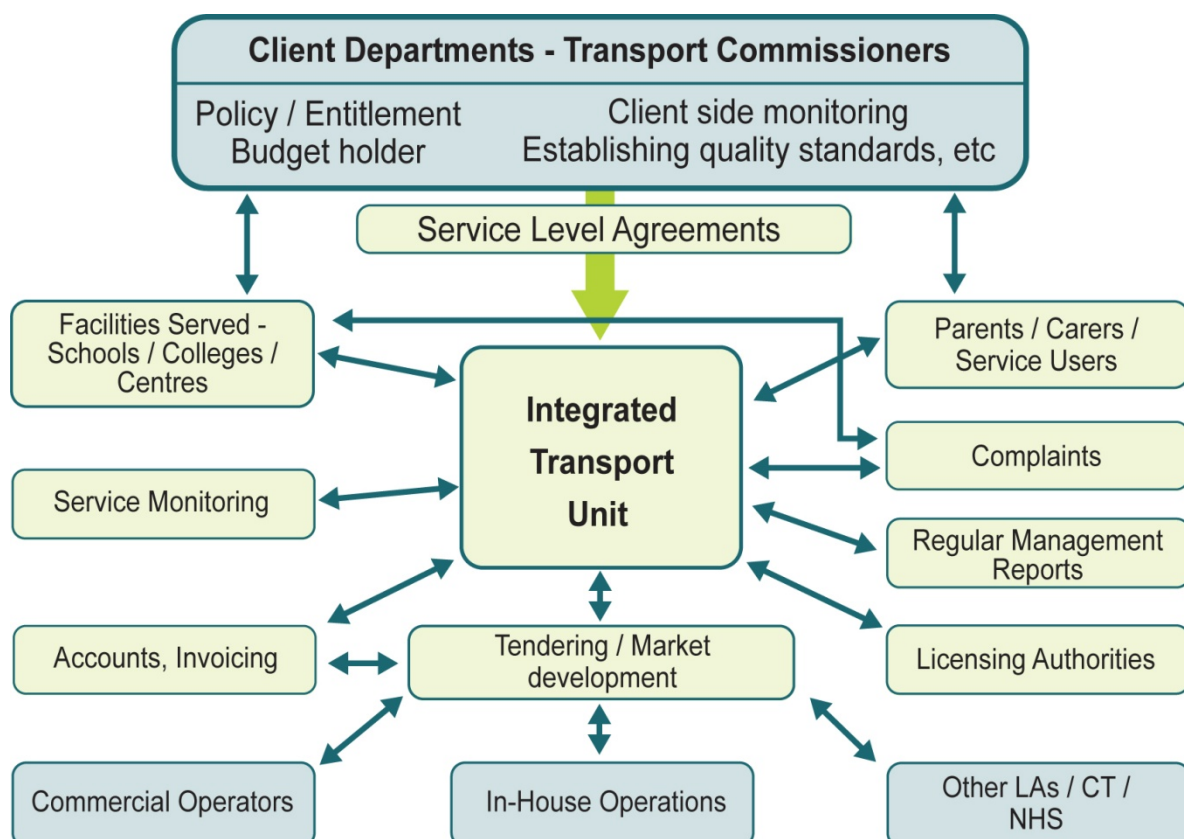 Client Departments - Transport Commissioners
Policy / Entitlement
Budget holder
Client side monitoring
Establishing quality standards, etc
Service Level Agreements
Facilities Served -
Schools / Colleges /
Centres
Parents / Carers /
Service Users
Integrated
Transport
Unit
Complaints
Service Monitoring
Regular Management
Reports
Accounts, Invoicing
Tendering / Market
development
Licensing Authorities
Commercial Operators
In-House Operations
Other LAs / CT /
NHS